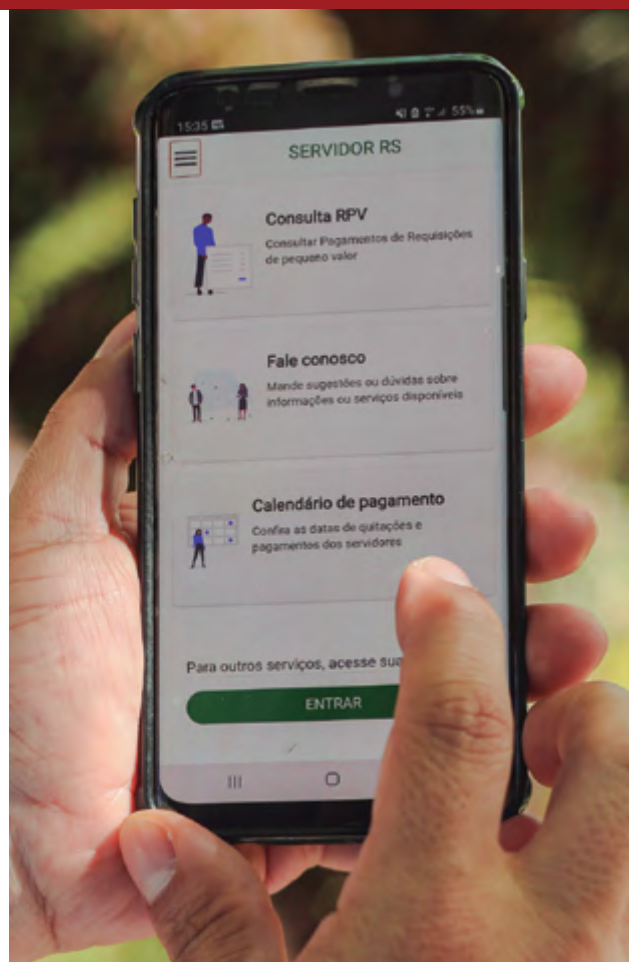 15:35
55%
SERVIDOR RS
Consulta RPV
Consultar Pagamentos de Requisições
de pequeno valor
Fale conosco
Mande sugestões ou dúvidas sobre
informações ou serviços disponíveis
Calendário de pagamento
Confira as datas de quitações e
pagamentos dos servidores
Para outros serviços, acesse sua
ENTRAR